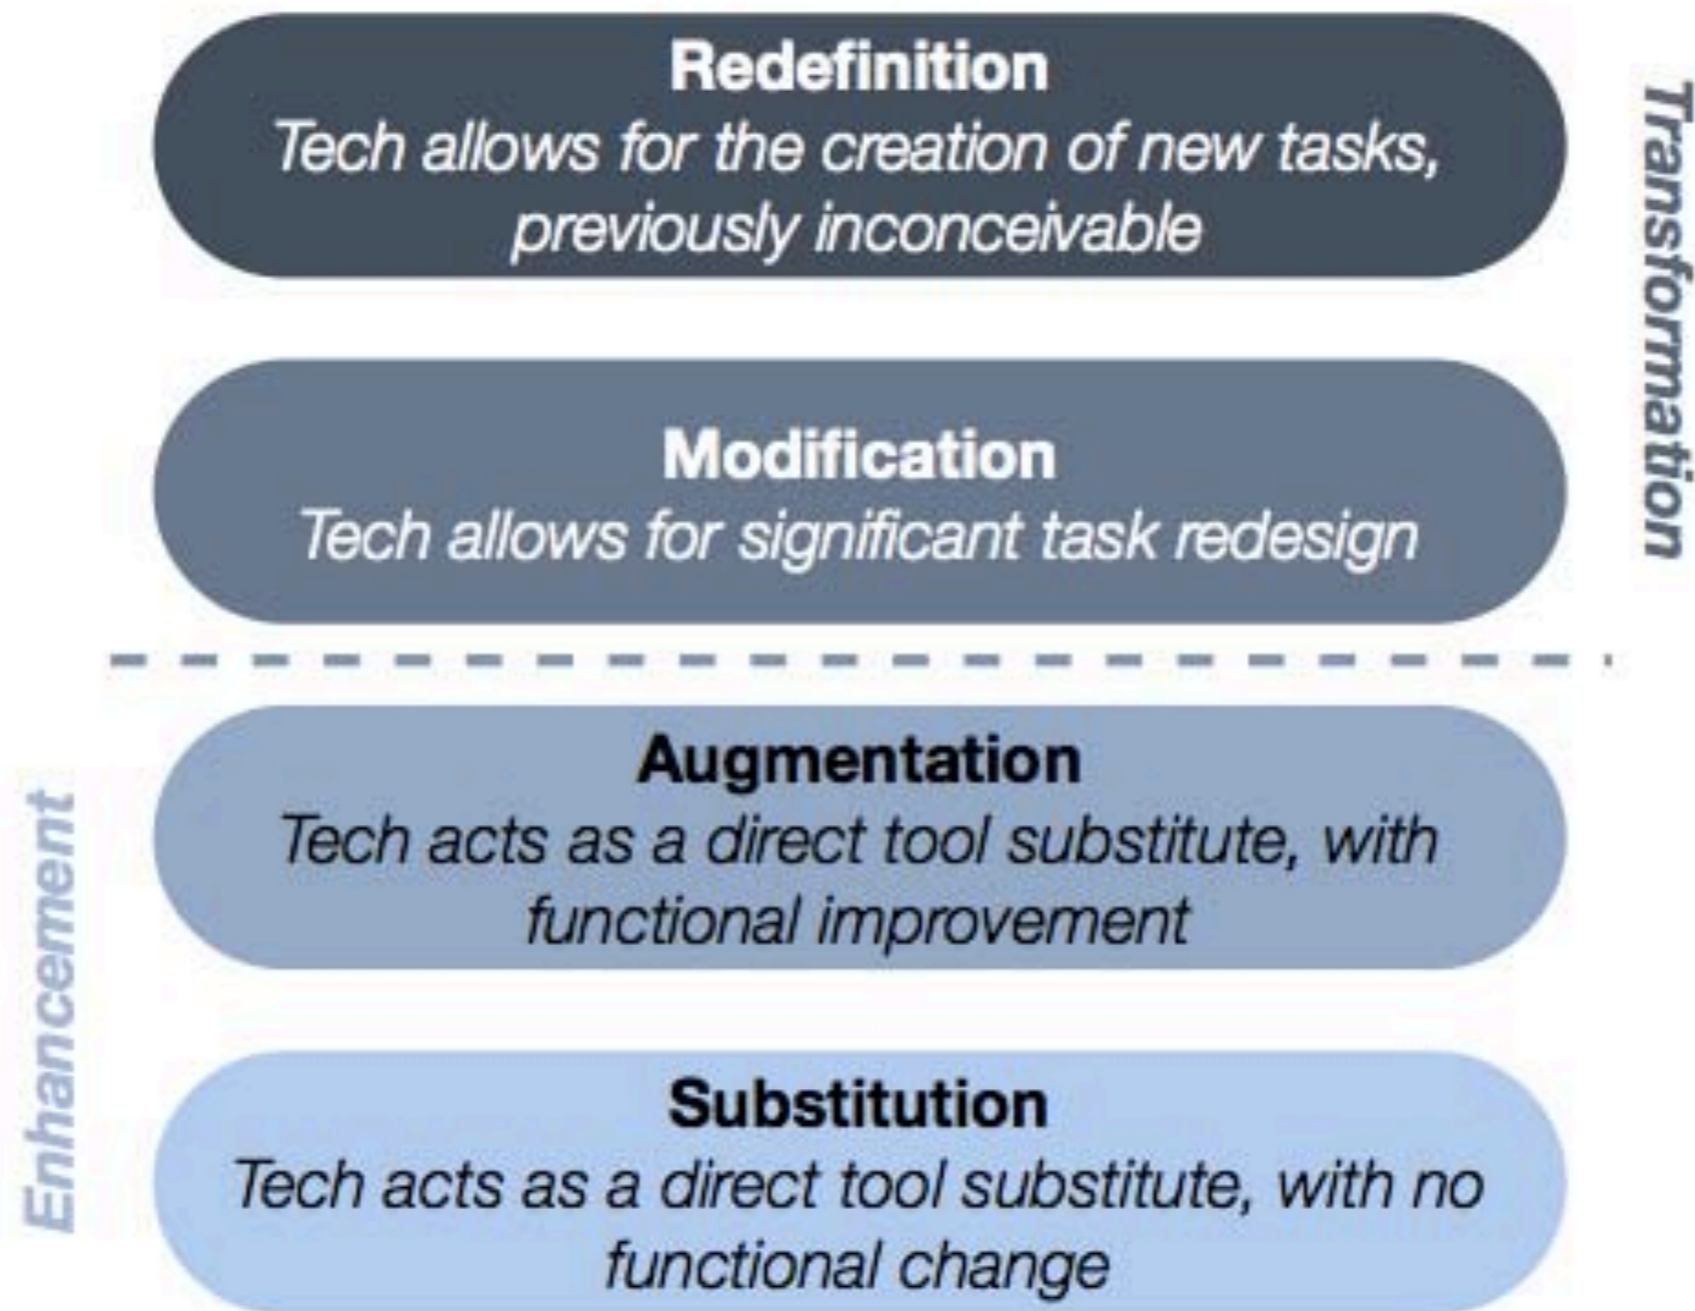 Redefinition
Tech allows for the creation of new tasks,
previously inconceivable
Transformation
Modification
Tech allows for significant task redesign
Augmentation
Tech acts as a direct tool substitute, with
functional improvement
Enhancement
Substitution
Tech acts as a direct tool substitute, with no
functional change